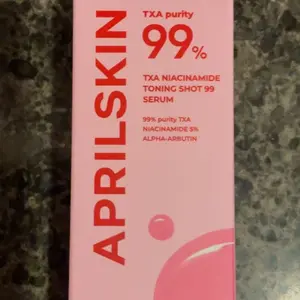 APRILSKIN
TXA purity
99%
TXA NIACINAMIDE
TONING SHOT 99
SERUM
99% purity TXA
NIACINAMIDE 5%
ALPHA-ARBUTIN